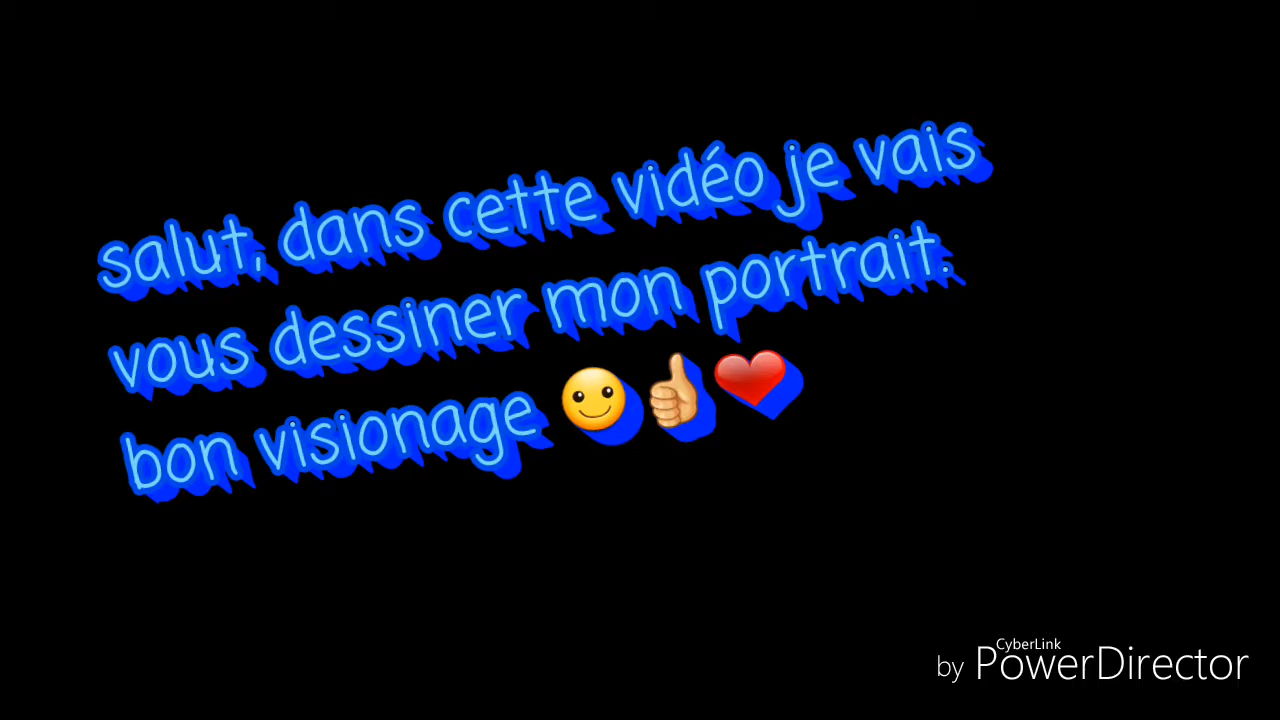 salut, dans cette vidéo je vais
vous dessiner mon portrait.
bon visionage 🙂👍🏼❤
by CyberLink PowerDirector